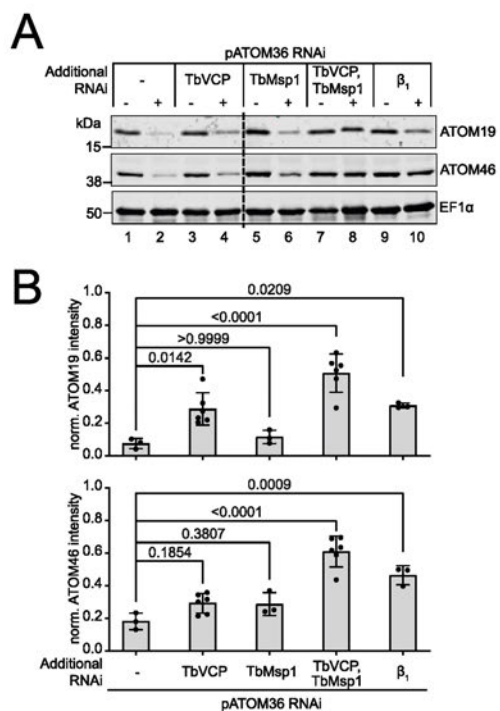 A
pATOM36 RNAi
Additional RNAi - TbVCP TbMsp1 TbVCP, TbMsp1 β1
- + - + - + - + - +
kDa
15 ATOM19
38 ATOM46
50 EF1α
1 2 3 4 5 6 7 8 9 10
B
norm. ATOM19 intensity
1.0
0.8
0.6
0.4
0.2
0.0
0.0209
<0.0001
>0.9999
0.0142
norm. ATOM46 intensity
1.0
0.8
0.6
0.4
0.2
0.0
0.0009
<0.0001
0.3807
0.1854
Additional RNAi - TbVCP TbMsp1 TbVCP, TbMsp1 β1
pATOM36 RNAi